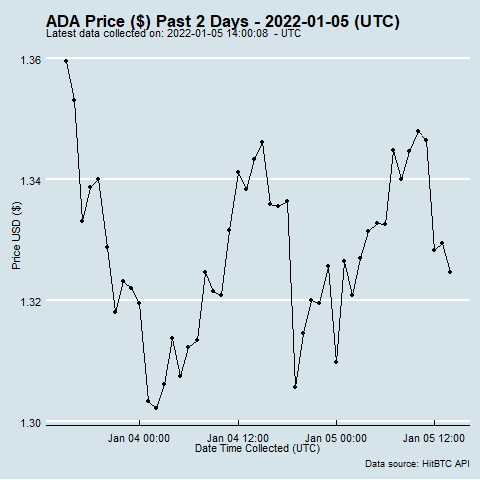 ADA Price ($) Past 2 Days - 2022-01-05 (UTC)
Latest data collected on: 2022-01-05 14:00:08  - UTC
1.36
1.34
1.32
1.30
Price USD ($)
Jan 04 00:00
Jan 04 12:00
Jan 05 00:00
Jan 05 12:00
Date Time Collected (UTC)
Data source: HitBTC API